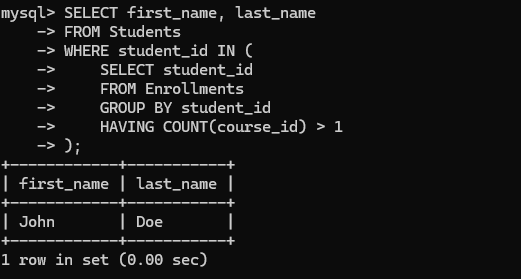 mysql> SELECT first_name, last_name
    -> FROM Students
    -> WHERE student_id IN (
    ->     SELECT student_id
    ->     FROM Enrollments
    ->     GROUP BY student_id
    ->     HAVING COUNT(course_id) > 1
    -> );
+------------+-----------+
| first_name | last_name |
+------------+-----------+
| John       | Doe       |
+------------+-----------+
1 row in set (0.00 sec)